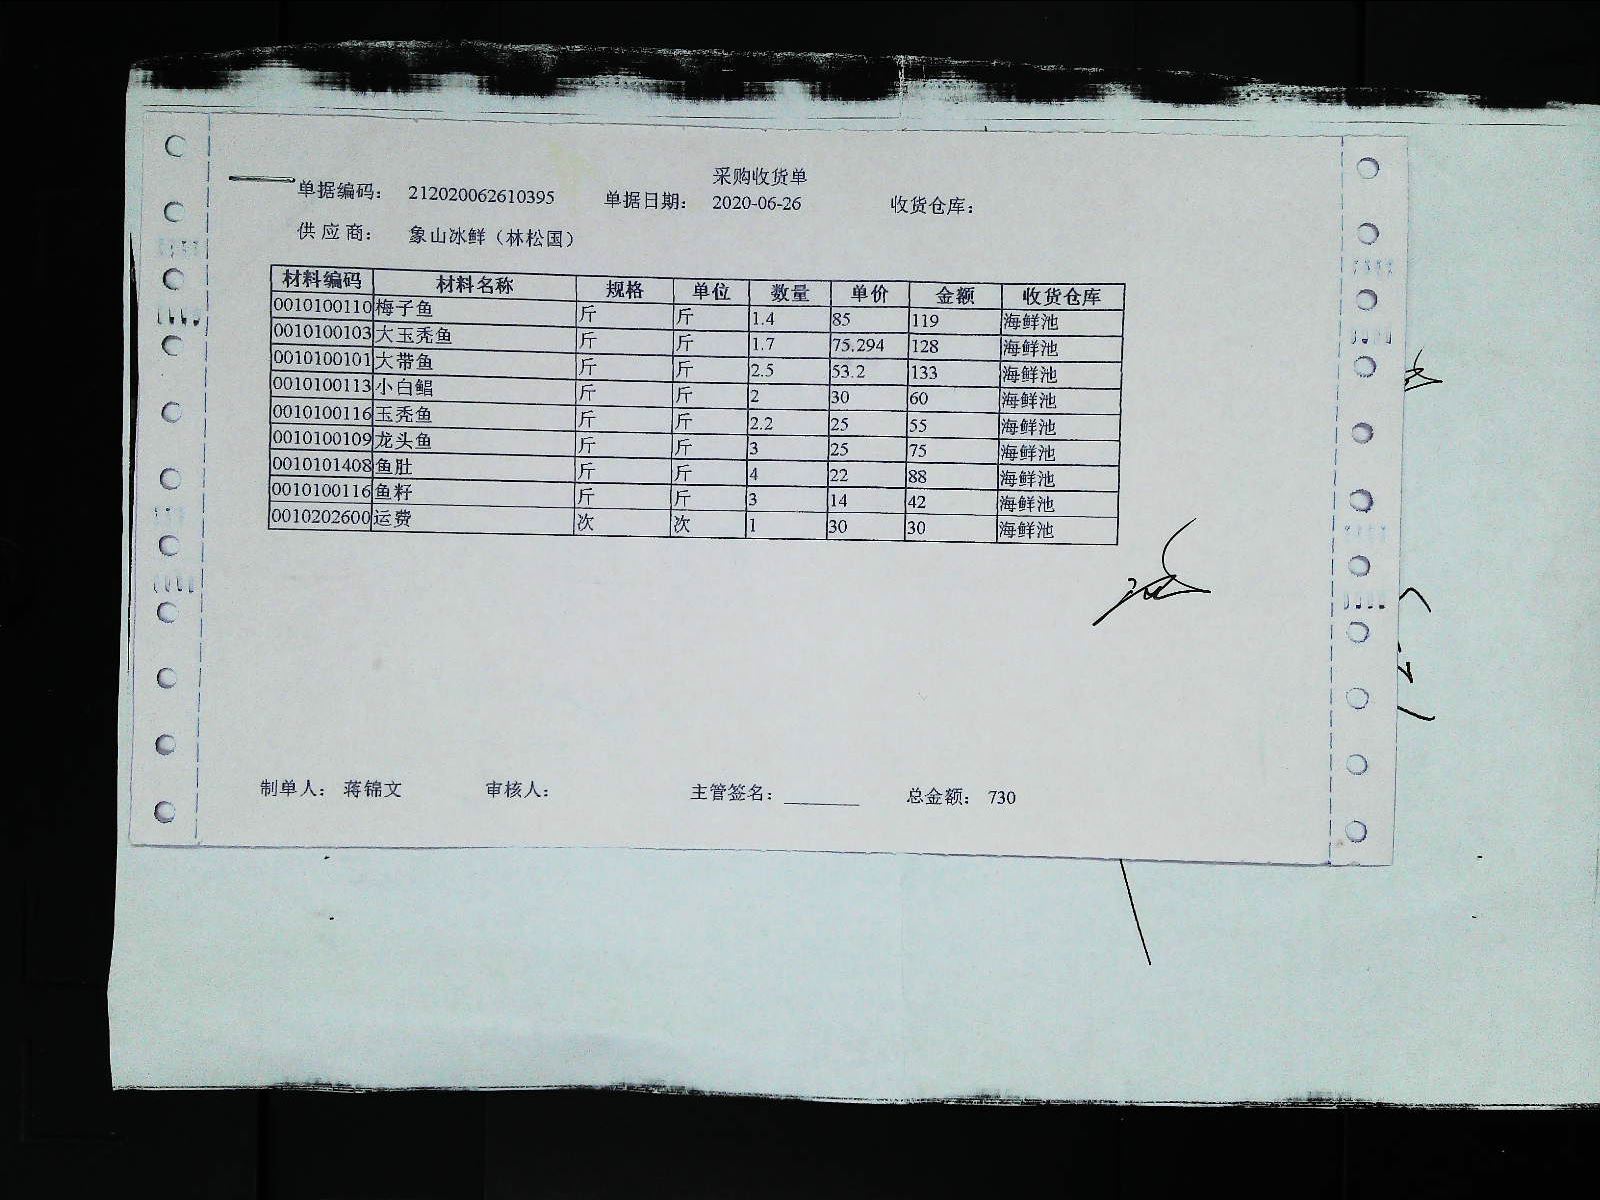 采购收货单
单据编码： 212020062610395 单据日期： 2020-06-26 收货仓库：
供应商： 象山冰鲜（林松国）
材料编码 材料名称 规格 单位 数量 单价 金额 收货仓库
0010100110 梅子鱼 斤 斤 1.4 85 119 海鲜池
0010100103 大玉秃鱼 斤 斤 1.7 75.294 128 海鲜池
0010100101 大带鱼 斤 斤 2.5 53.2 133 海鲜池
0010100113 小白鲳 斤 斤 2 30 60 海鲜池
0010100116 玉秃鱼 斤 斤 2.2 25 55 海鲜池
0010100109 龙头鱼 斤 斤 3 25 75 海鲜池
0010101408 鱼肚 斤 斤 4 22 88 海鲜池
0010100116 鱼籽 斤 斤 3 14 42 海鲜池
0010202600 运费 次 次 1 30 30 海鲜池
制单人： 蒋锦文 审核人： 主管签名： 总金额： 730